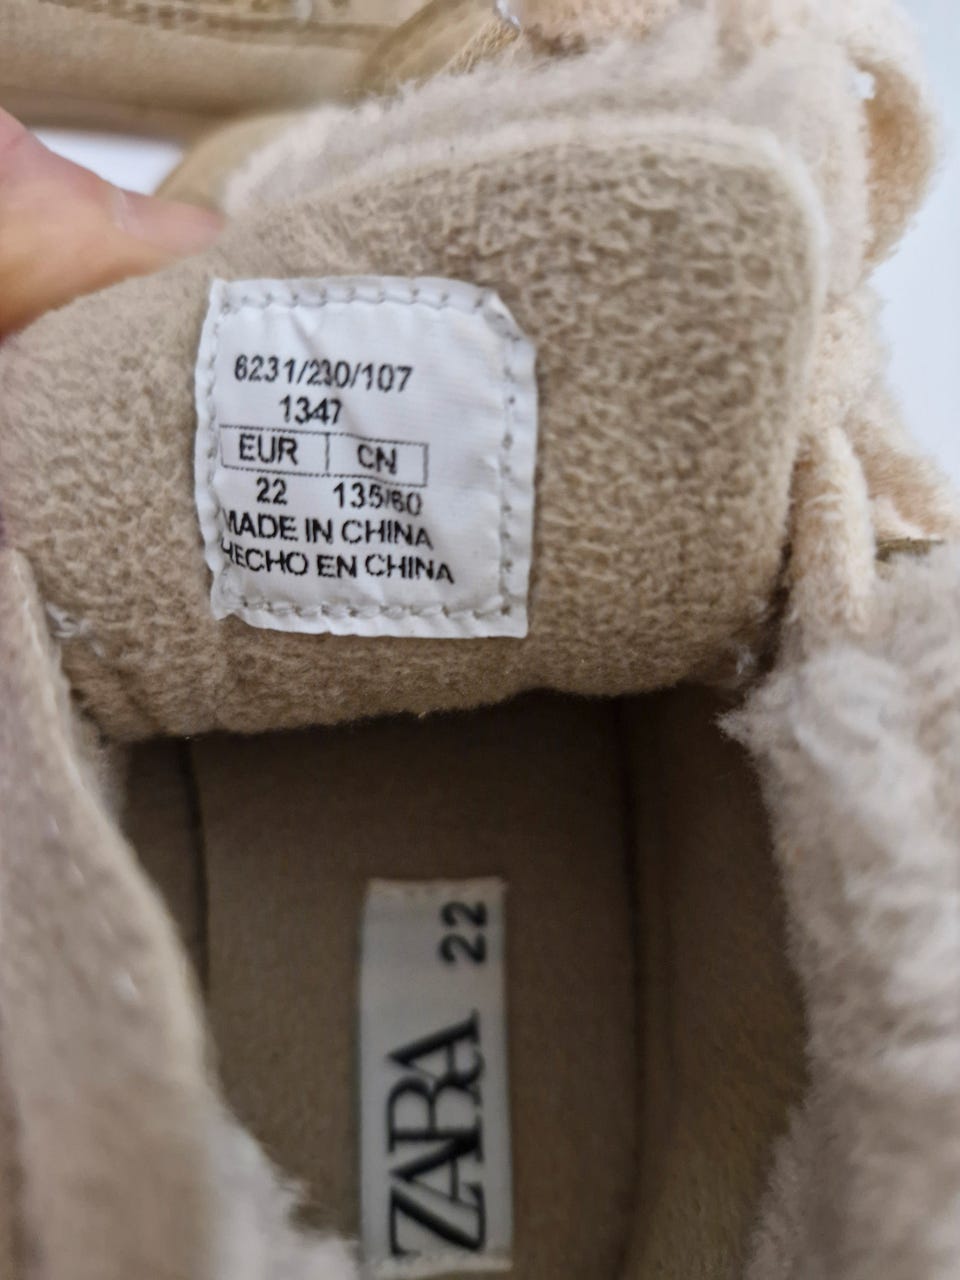 6231/230/107
1347
EUR CN
22 135/60
MADE IN CHINA
HECHO EN CHINA
ZARA 22